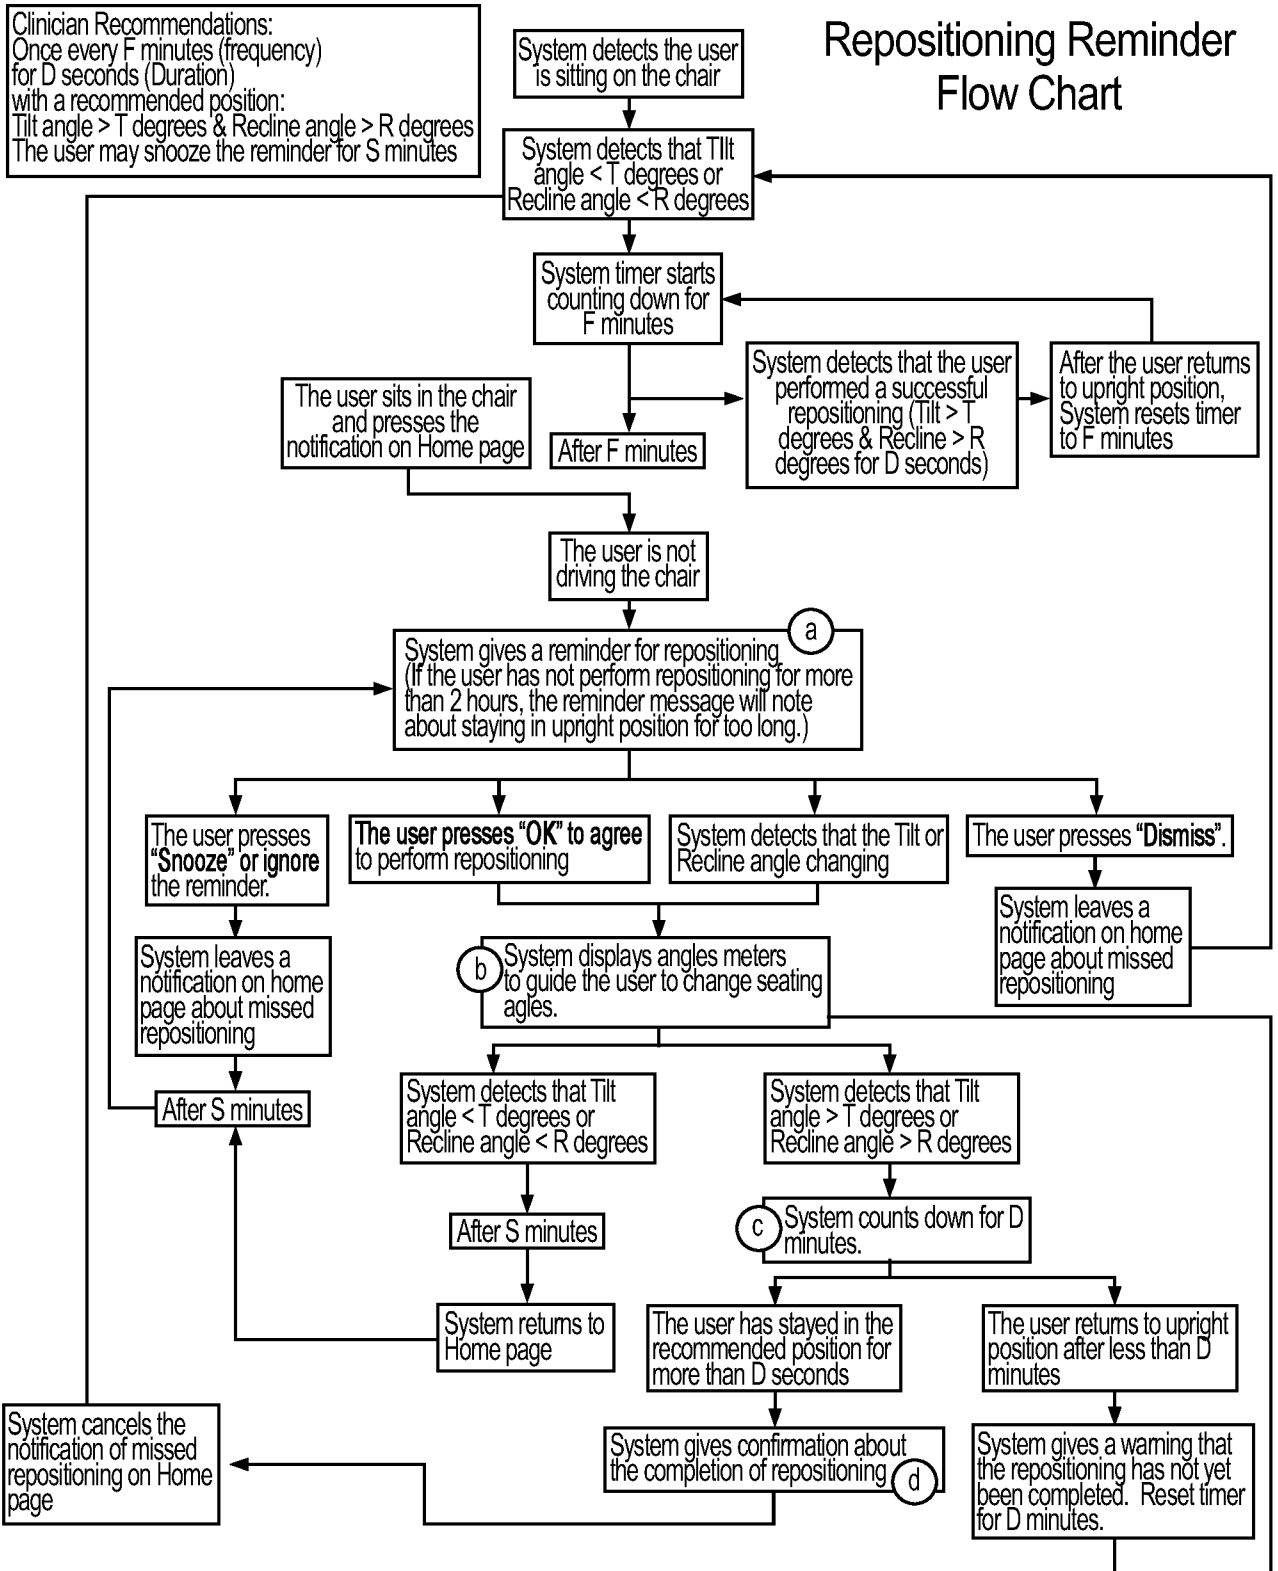 Clinician Recommendations:
Once every F minutes (frequency)
for D seconds (Duration)
with a recommended position:
Tilt angle > T degrees & Recline angle > R degrees
The user may snooze the reminder for S minutes
Repositioning Reminder
Flow Chart
System detects the user
is sitting on the chair
System detects that TIlt
angle < T degrees or
Recline angle < R degrees
System timer starts
counting down for
F minutes
System detects that the user
performed a successful
repositioning (Tilt > T
degrees & Recline > R
degrees for D seconds)
After the user returns
to upright position,
System resets timer
to F minutes
The user sits in the chair
and presses the
notification on Home page
After F minutes
The user is not
driving the chair
a
System gives a reminder for repositioning
(If the user has not perform repositioning for more
than 2 hours, the reminder message will note
about staying in upright position for too long.)
The user presses
“Snooze” or ignore
the reminder.
The user presses “OK” to agree
to perform repositioning
System detects that the Tilt or
Recline angle changing
The user presses “Dismiss”.
System leaves a
notification on home
page about missed
repositioning
System leaves a
notification on home
page about missed
repositioning
b
System displays angles meters
to guide the user to change seating
agles.
After S minutes
System detects that Tilt
angle < T degrees or
Recline angle < R degrees
System detects that Tilt
angle > T degrees or
Recline angle > R degrees
After S minutes
c
System counts down for D
minutes.
System returns to
Home page
The user has stayed in the
recommended position for
more than D seconds
The user returns to upright
position after less than D
minutes
System cancels the
notification of missed
repositioning on Home
page
System gives confirmation about
the completion of repositioning
d
System gives a warning that
the repositioning has not yet
been completed. Reset timer
for D minutes.